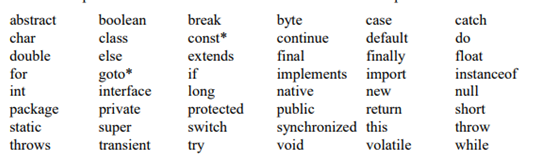 abstract boolean break byte case catch
char class const* continue default do
double else extends final finally float
for goto* if implements import instanceof
int interface long native new null
package private protected public return short
static super switch synchronized this throw
throws transient try void volatile while